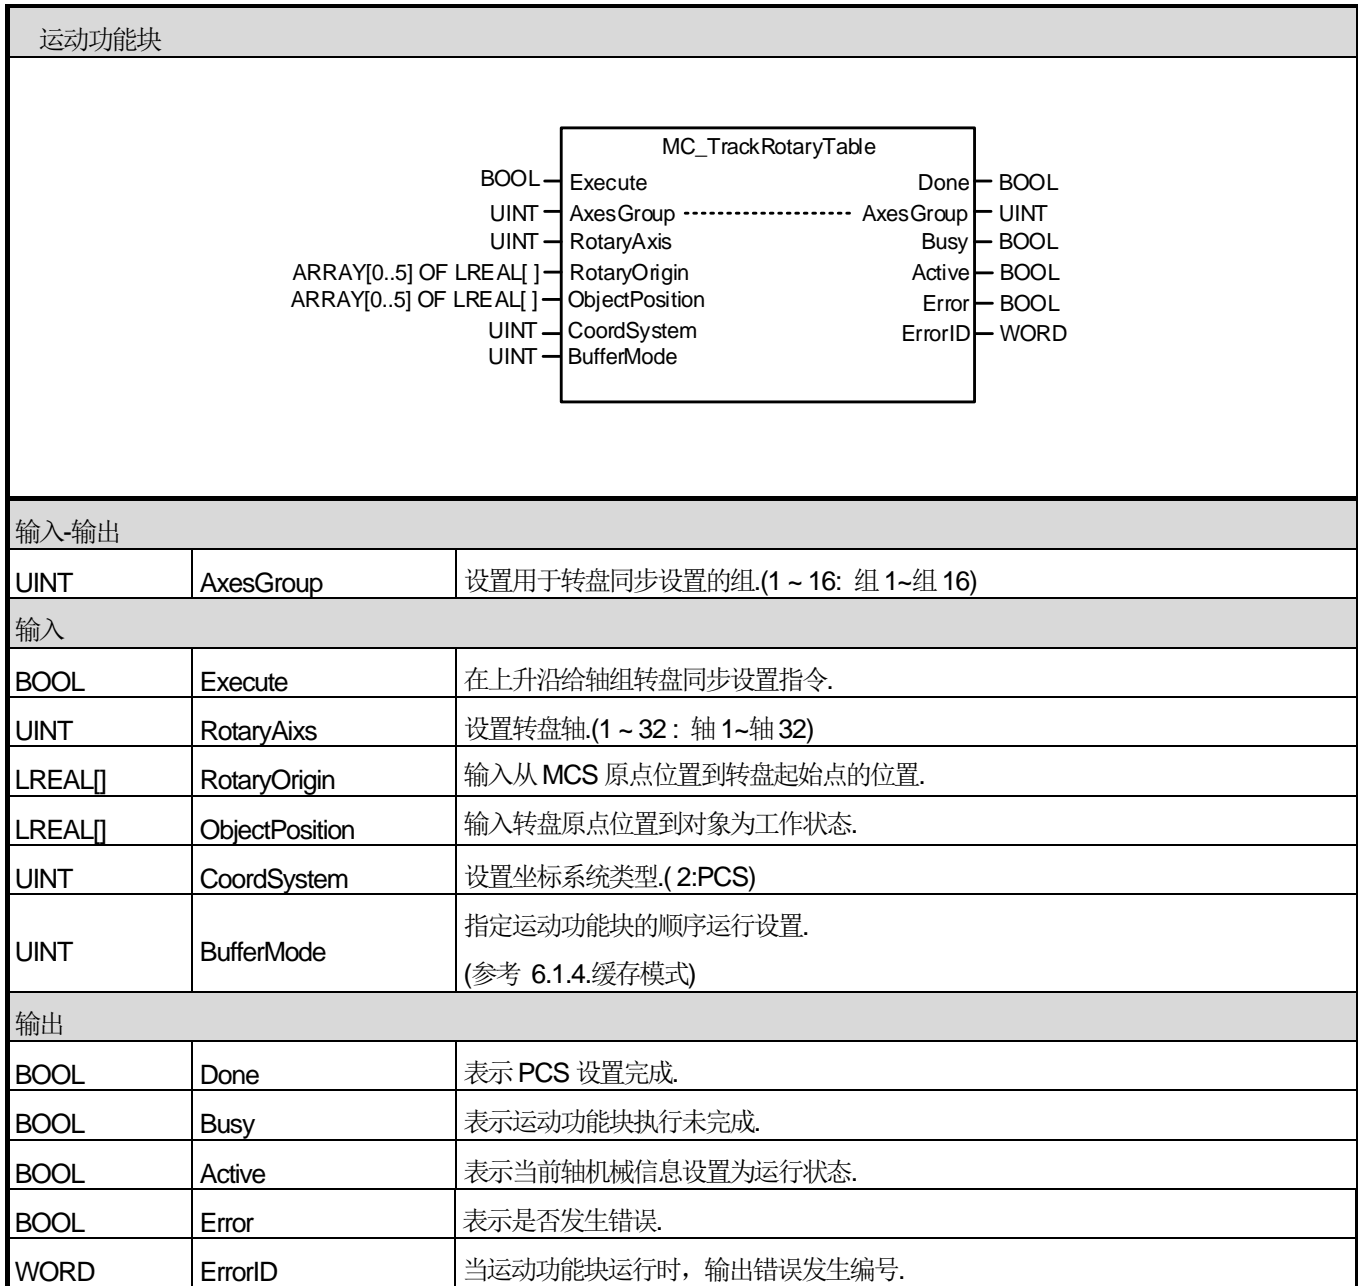 运动功能块
MC_TrackRotaryTable
BOOL Execute Done BOOL
UINT AxesGroup AxesGroup UINT
UINT RotaryAxis Busy BOOL
ARRAY[0..5] OF LREAL[ ] RotaryOrigin Active BOOL
ARRAY[0..5] OF LREAL[ ] ObjectPosition Error BOOL
UINT CoordSystem ErrorID WORD
UINT BufferMode
输入-输出
UINT AxesGroup 设置用于转盘同步设置的组.(1 ~ 16: 组 1~组 16)
输入
BOOL Execute 在上升沿给轴组转盘同步设置指令.
UINT RotaryAixs 设置转盘轴.(1 ~ 32 : 轴 1~轴 32)
LREAL[] RotaryOrigin 输入从 MCS 原点位置到转盘起始点的位置.
LREAL[] ObjectPosition 输入转盘原点位置到对象为工作状态.
UINT CoordSystem 设置坐标系统类型.( 2:PCS)
UINT BufferMode 指定运动功能块的顺序运行设置.
(参考 6.1.4.缓存模式)
输出
BOOL Done 表示 PCS 设置完成.
BOOL Busy 表示运动功能块执行未完成.
BOOL Active 表示当前轴机械信息设置为运行状态.
BOOL Error 表示是否发生错误.
WORD ErrorID 当运动功能块运行时，输出错误发生编号.